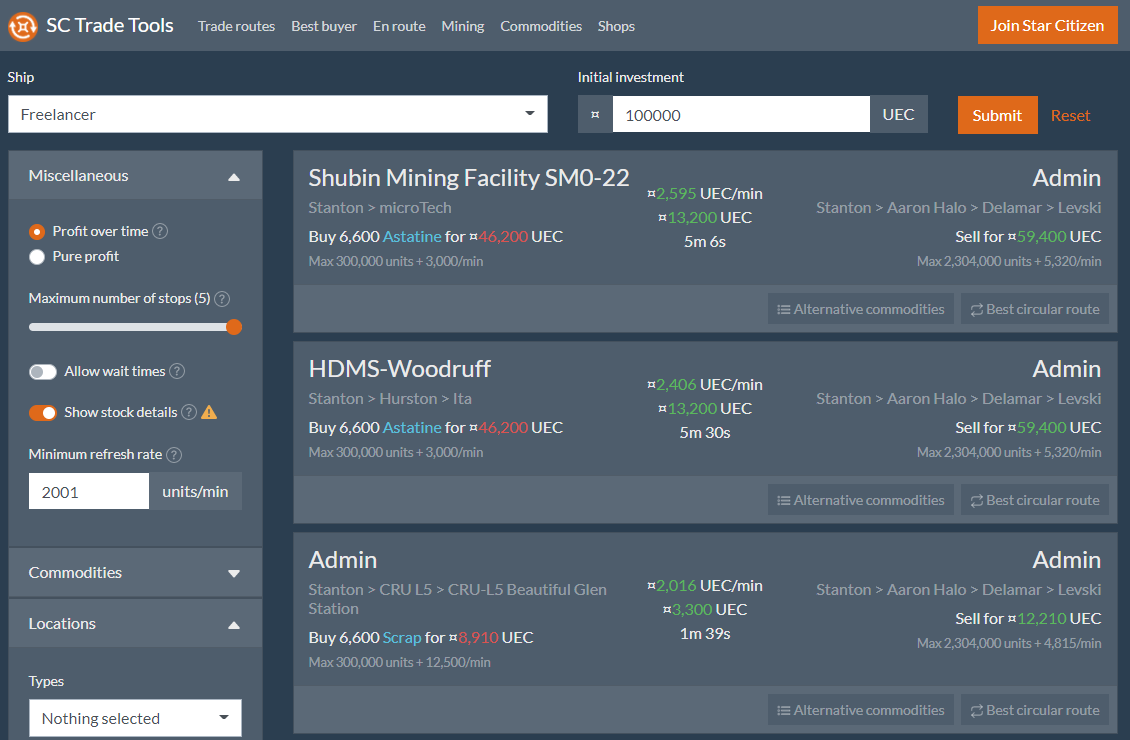 SC Trade Tools Trade routes Best buyer En route Mining Commodities Shops Join Star Citizen
Ship
Freelancer
Initial investment
¤ 100000 UEC
Submit Reset
Miscellaneous
Profit over time ?
Pure profit
Maximum number of stops (5) ?
Allow wait times ?
Show stock details ?
Minimum refresh rate ?
2001 units/min
Commodities
Locations
Types
Nothing selected
Shubin Mining Facility SM0-22
Stanton > microTech
Buy 6,600 Astatine for ¤46,200 UEC
Max 300,000 units + 3,000/min
¤2,595 UEC/min
¤13,200 UEC
5m 6s
Admin
Stanton > Aaron Halo > Delamar > Levski
Sell for ¤59,400 UEC
Max 2,304,000 units + 5,320/min
Alternative commodities Best circular route
HDMS-Woodruff
Stanton > Hurston > Ita
Buy 6,600 Astatine for ¤46,200 UEC
Max 300,000 units + 3,000/min
¤2,406 UEC/min
¤13,200 UEC
5m 30s
Admin
Stanton > Aaron Halo > Delamar > Levski
Sell for ¤59,400 UEC
Max 2,304,000 units + 5,320/min
Alternative commodities Best circular route
Admin
Stanton > CRU L5 > CRU-L5 Beautiful Glen
Station
Buy 6,600 Scrap for ¤8,910 UEC
Max 300,000 units + 12,500/min
¤2,016 UEC/min
¤3,300 UEC
1m 39s
Admin
Stanton > Aaron Halo > Delamar > Levski
Sell for ¤12,210 UEC
Max 2,304,000 units + 4,815/min
Alternative commodities Best circular route